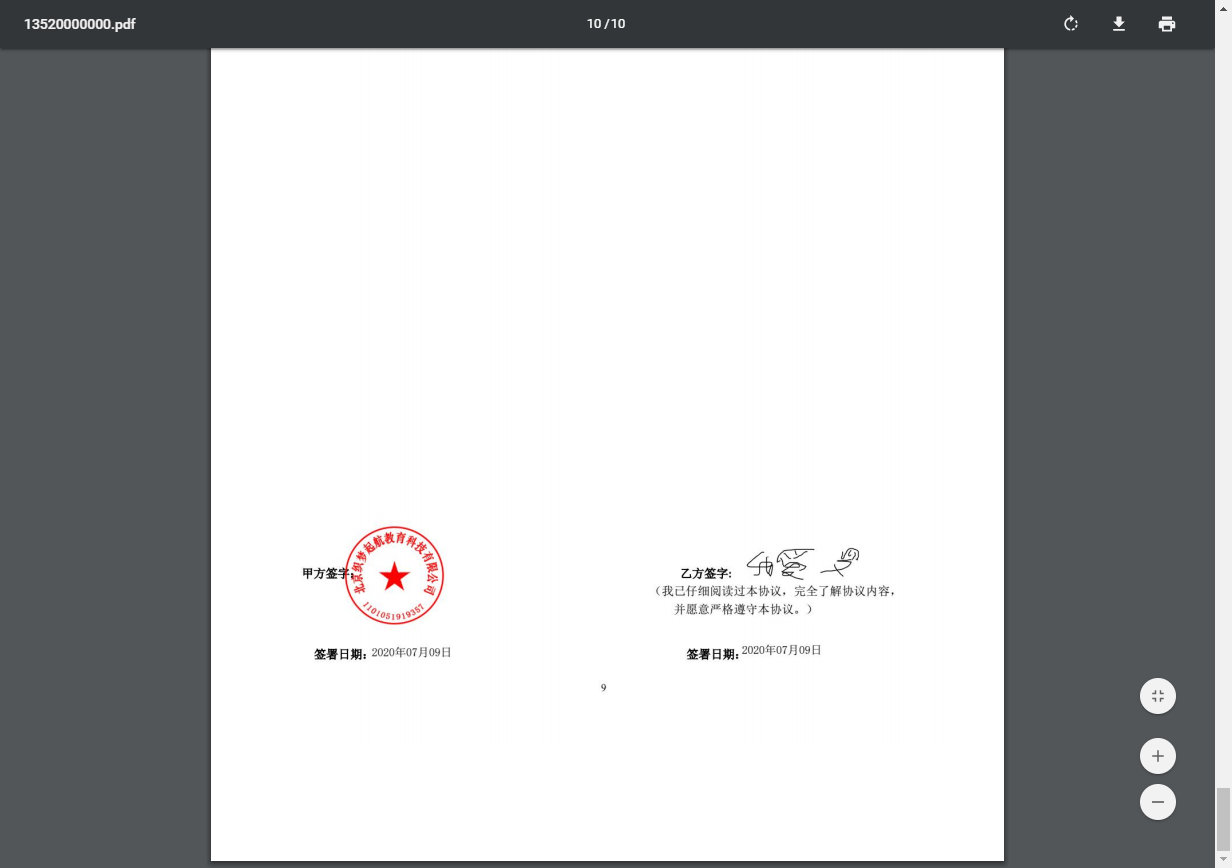 13520000000.pdf
10 / 10
甲方签字:
北京织梦起航教育科技有限公司
1101051919357
乙方签字:
（我已仔细阅读过本协议，完全了解协议内容，
并愿意严格遵守本协议。）
签署日期: 2020年07月09日
签署日期: 2020年07月09日
9